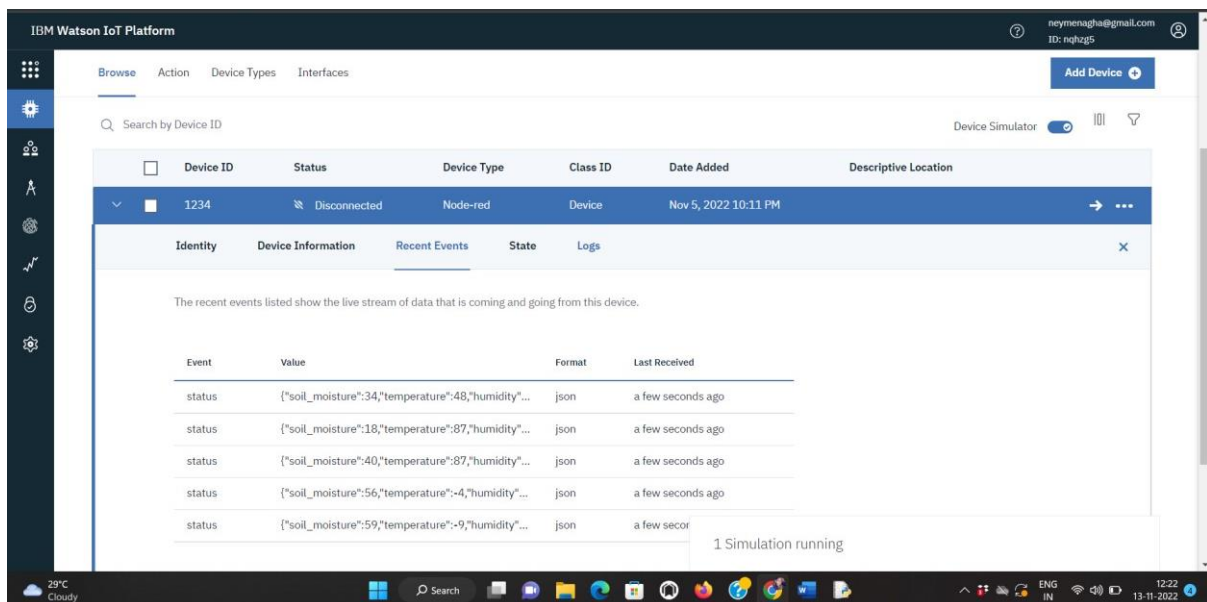 IBM Watson IoT Platform
neymenagha@gmail.com
ID: nqhzg5
Browse Action Device Types Interfaces
Add Device
Search by Device ID
Device Simulator
Device ID Status Device Type Class ID Date Added Descriptive Location
1234 Disconnected Node-red Device Nov 5, 2022 10:11 PM
Identity Device Information Recent Events State Logs
The recent events listed show the live stream of data that is coming and going from this device.
Event Value Format Last Received
status {"soil_moisture":34,"temperature":48,"humidity"... json a few seconds ago
status {"soil_moisture":18,"temperature":87,"humidity"... json a few seconds ago
status {"soil_moisture":40,"temperature":87,"humidity"... json a few seconds ago
status {"soil_moisture":56,"temperature":-4,"humidity"... json a few seconds ago
status {"soil_moisture":59,"temperature":-9,"humidity"... json a few secor
1 Simulation running
29°C
Cloudy
Search
ENG
IN
12:22
13-11-2022
4